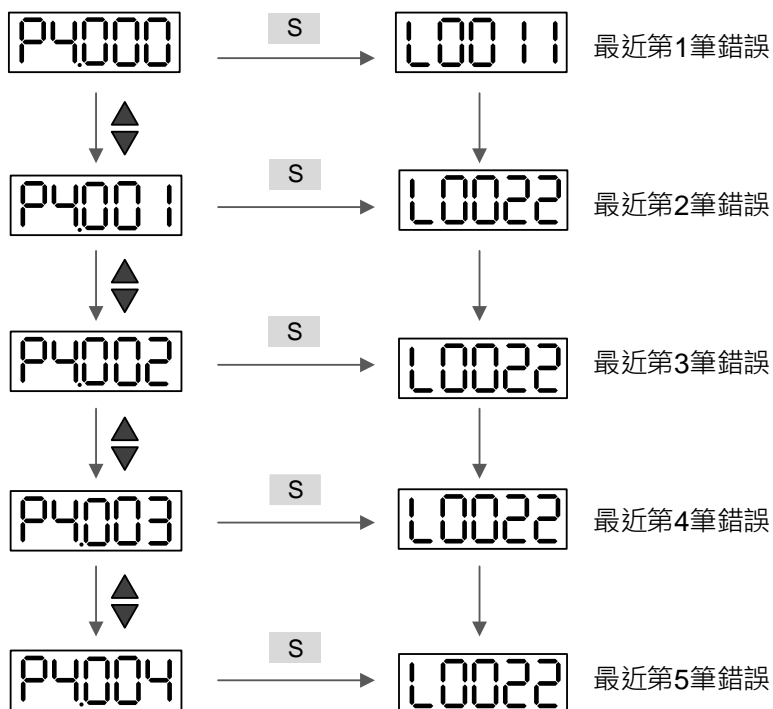 P4.000 S L0011 最近第1筆錯誤
P4.001 S L0022 最近第2筆錯誤
P4.002 S L0022 最近第3筆錯誤
P4.003 S L0022 最近第4筆錯誤
P4.004 S L0022 最近第5筆錯誤